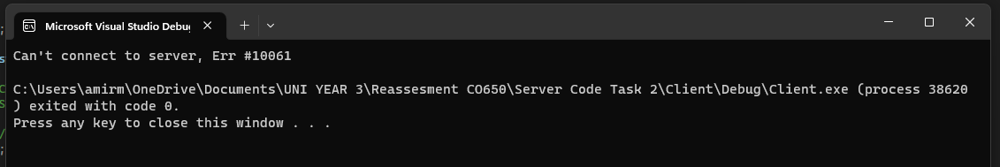 Microsoft Visual Studio Debu
Can't connect to server, Err #10061
C:\Users\amirm\OneDrive\Documents\UNI YEAR 3\Reassesment CO650\Server Code Task 2\Client\Debug\Client.exe (process 38620
) exited with code 0.
Press any key to close this window . . .